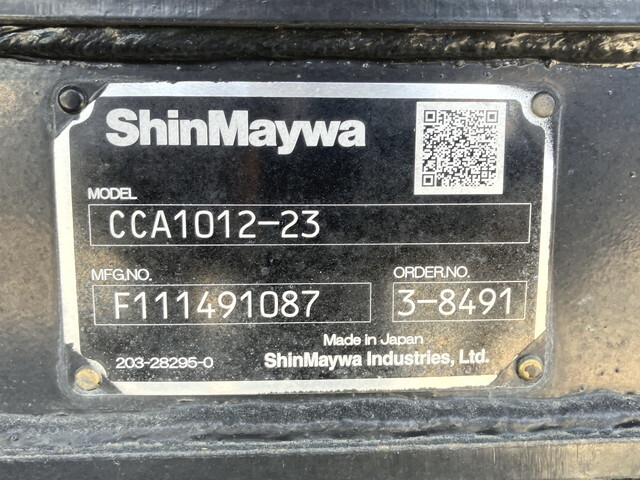 ShinMaywa
MODEL
CCA1012-23
MFG.NO. ORDER.NO.
F111491087 3-8491
Made in Japan
203-28295-0 ShinMaywa Industries, Ltd.